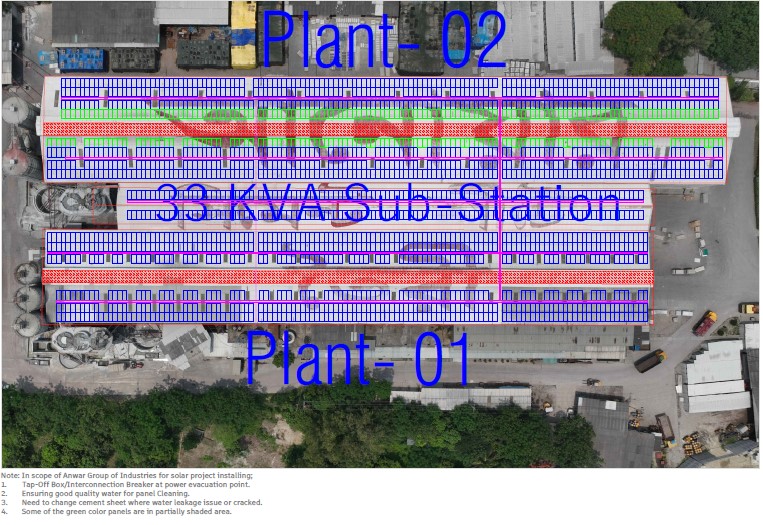 Plant- 02
33 KVA Sub-Station
Plant- 01
Note: In scope of Anwar Group of Industries for solar project installing;
1. Tap-Off Box/Interconnection Breaker at power evacuation point.
2. Ensuring good quality water for panel Cleaning.
3. Need to change cement sheet where water leakage issue or cracked.
4. Some of the green color panels are in partially shaded area.